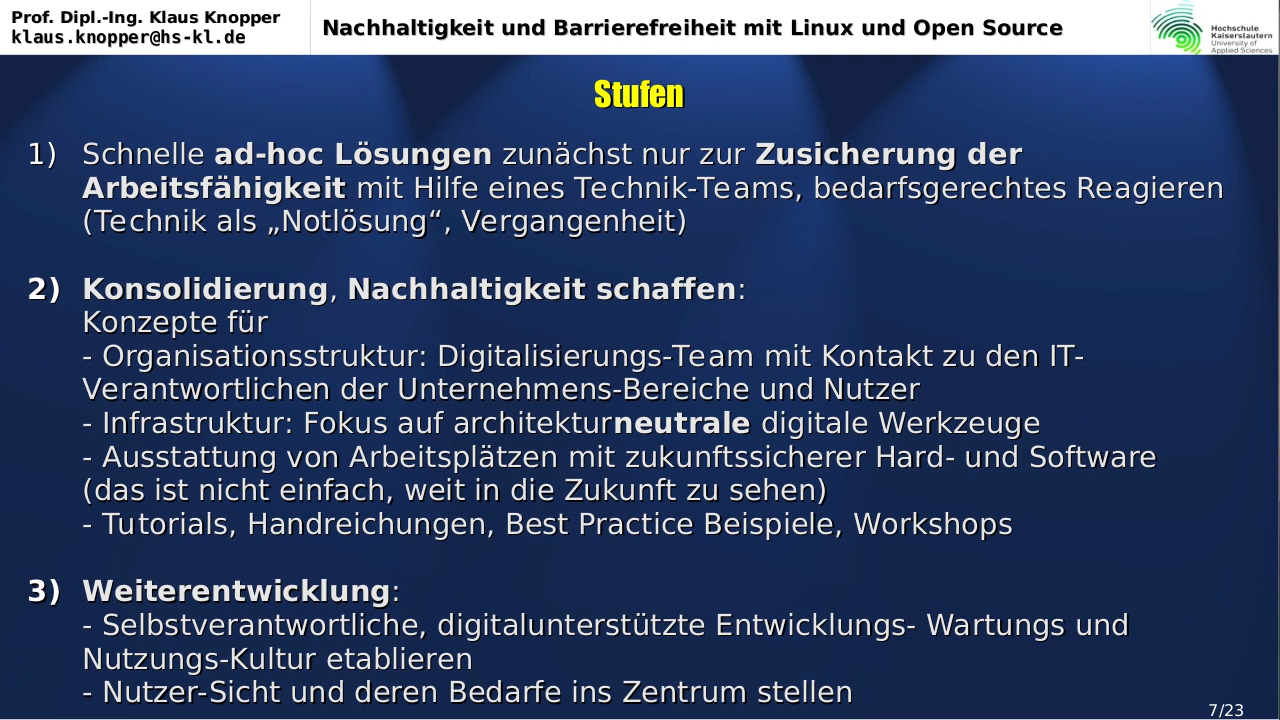 Prof. Dipl.-Ing. Klaus Knopper
klaus.knopper@hs-kl.de
Nachhaltigkeit und Barrierefreiheit mit Linux und Open Source
Hochschule
Kaiserslautern
University of
Applied Sciences
Stufen
1) Schnelle ad-hoc Lösungen zunächst nur zur Zusicherung der
Arbeitsfähigkeit mit Hilfe eines Technik-Teams, bedarfsgerechtes Reagieren
(Technik als „Notlösung“, Vergangenheit)
2) Konsolidierung, Nachhaltigkeit schaffen:
Konzepte für
- Organisationsstruktur: Digitalisierungs-Team mit Kontakt zu den IT-
Verantwortlichen der Unternehmens-Bereiche und Nutzer
- Infrastruktur: Fokus auf architekturneutrale digitale Werkzeuge
- Ausstattung von Arbeitsplätzen mit zukunftssicherer Hard- und Software
(das ist nicht einfach, weit in die Zukunft zu sehen)
- Tutorials, Handreichungen, Best Practice Beispiele, Workshops
3) Weiterentwicklung:
- Selbstverantwortliche, digitalunterstützte Entwicklungs- Wartungs und
Nutzungs-Kultur etablieren
- Nutzer-Sicht und deren Bedarfe ins Zentrum stellen
7/23